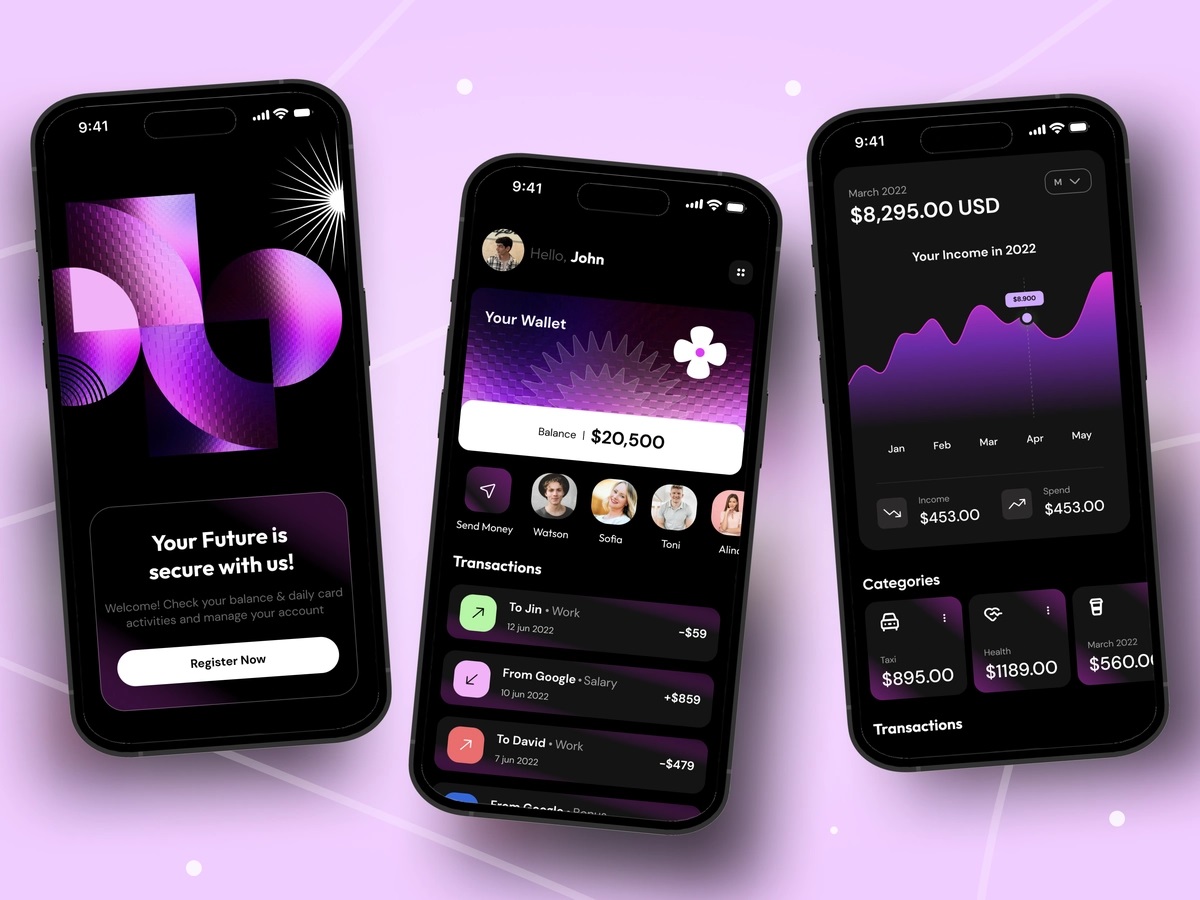 9:41
Your Future is
secure with us!
Welcome! Check your balance & daily card
activities and manage your account
Register Now
9:41
Hello, John
Your Wallet
Balance | $20,500
Send Money
Watson
Sofia
Toni
Alina
Transactions
To Jin • Work
12 jun 2022
-$59
From Google • Salary
10 jun 2022
+$859
To David • Work
7 jun 2022
-$479
From Google • Bonus
9:41
March 2022
M
$8,295.00 USD
Your Income in 2022
$8.900
Jan
Feb
Mar
Apr
May
Income
$453.00
Spend
$453.00
Categories
Taxi
$895.00
Health
$1189.00
March 2022
$560.00
Transactions